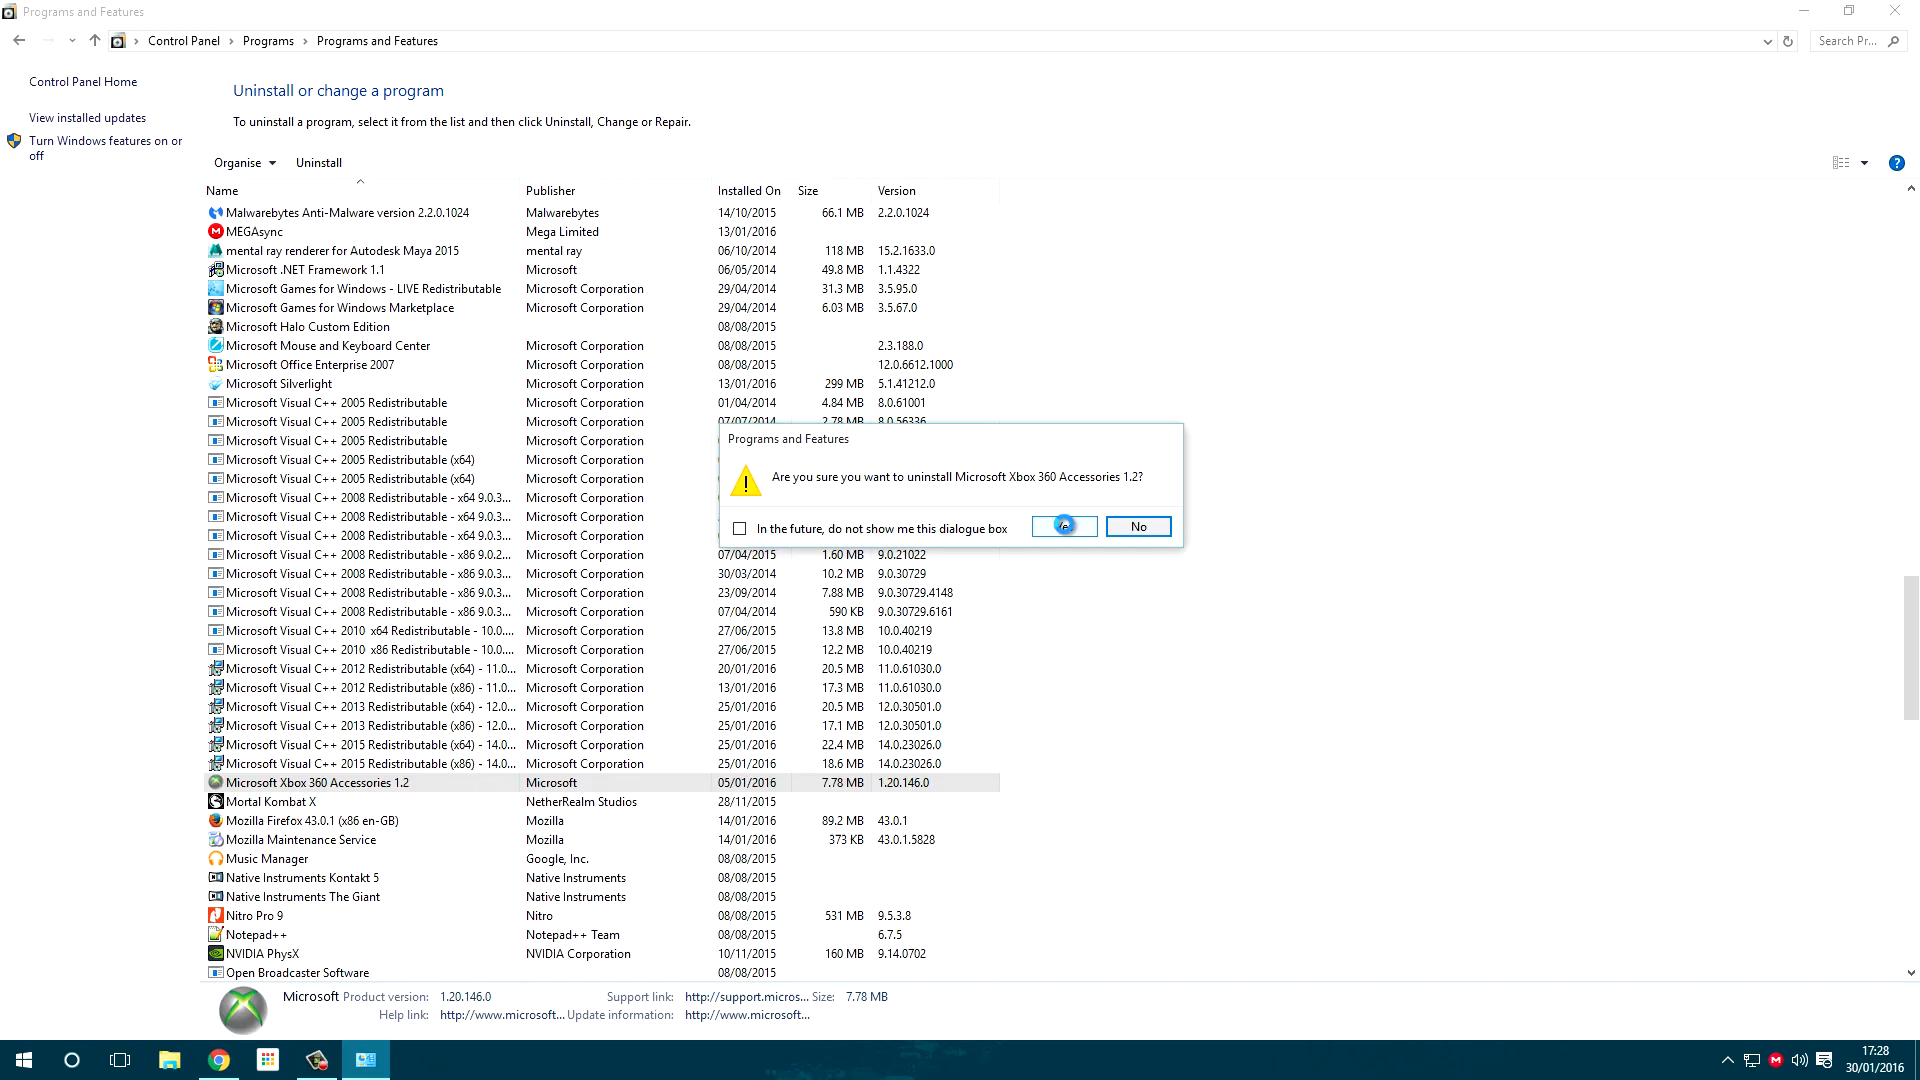 Programs and Features
Control Panel > Programs > Programs and Features
Search Pr...
Control Panel Home
View installed updates
Turn Windows features on or
off
Uninstall or change a program
To uninstall a program, select it from the list and then click Uninstall, Change or Repair.
Organise Uninstall
Name Publisher Installed On Size Version
Malwarebytes Anti-Malware version 2.2.0.1024 Malwarebytes 14/10/2015 66.1 MB 2.2.0.1024
MEGAsync Mega Limited 13/01/2016
mental ray renderer for Autodesk Maya 2015 mental ray 06/10/2014 118 MB 15.2.1633.0
Microsoft .NET Framework 1.1 Microsoft 06/05/2014 49.8 MB 1.1.4322
Microsoft Games for Windows - LIVE Redistributable Microsoft Corporation 29/04/2014 31.3 MB 3.5.95.0
Microsoft Games for Windows Marketplace Microsoft Corporation 29/04/2014 6.03 MB 3.5.67.0
Microsoft Halo Custom Edition 08/08/2015
Microsoft Mouse and Keyboard Center Microsoft Corporation 08/08/2015 2.3.188.0
Microsoft Office Enterprise 2007 Microsoft Corporation 08/08/2015 12.0.6612.1000
Microsoft Silverlight Microsoft Corporation 13/01/2016 299 MB 5.1.41212.0
Microsoft Visual C++ 2005 Redistributable Microsoft Corporation 01/04/2014 4.84 MB 8.0.61001
Microsoft Visual C++ 2005 Redistributable Microsoft Corporation 07/07/2014 2.78 MB 8.0.56336
Microsoft Visual C++ 2005 Redistributable Microsoft Corporation
Microsoft Visual C++ 2005 Redistributable (x64) Microsoft Corporation
Microsoft Visual C++ 2005 Redistributable (x64) Microsoft Corporation
Microsoft Visual C++ 2008 Redistributable - x64 9.0.3... Microsoft Corporation
Microsoft Visual C++ 2008 Redistributable - x64 9.0.3... Microsoft Corporation
Microsoft Visual C++ 2008 Redistributable - x64 9.0.3... Microsoft Corporation
Microsoft Visual C++ 2008 Redistributable - x86 9.0.2... Microsoft Corporation 07/04/2015 1.60 MB 9.0.21022
Microsoft Visual C++ 2008 Redistributable - x86 9.0.3... Microsoft Corporation 30/03/2014 10.2 MB 9.0.30729
Microsoft Visual C++ 2008 Redistributable - x86 9.0.3... Microsoft Corporation 23/09/2014 7.88 MB 9.0.30729.4148
Microsoft Visual C++ 2008 Redistributable - x86 9.0.3... Microsoft Corporation 07/04/2014 590 KB 9.0.30729.6161
Microsoft Visual C++ 2010 x64 Redistributable - 10.0.... Microsoft Corporation 27/06/2015 13.8 MB 10.0.40219
Microsoft Visual C++ 2010 x86 Redistributable - 10.0.... Microsoft Corporation 27/06/2015 12.2 MB 10.0.40219
Microsoft Visual C++ 2012 Redistributable (x64) - 11.0... Microsoft Corporation 20/01/2016 20.5 MB 11.0.61030.0
Microsoft Visual C++ 2012 Redistributable (x86) - 11.0... Microsoft Corporation 13/01/2016 17.3 MB 11.0.61030.0
Microsoft Visual C++ 2013 Redistributable (x64) - 12.0... Microsoft Corporation 25/01/2016 20.5 MB 12.0.30501.0
Microsoft Visual C++ 2013 Redistributable (x86) - 12.0... Microsoft Corporation 25/01/2016 17.1 MB 12.0.30501.0
Microsoft Visual C++ 2015 Redistributable (x64) - 14.0... Microsoft Corporation 25/01/2016 22.4 MB 14.0.23026.0
Microsoft Visual C++ 2015 Redistributable (x86) - 14.0... Microsoft Corporation 25/01/2016 18.6 MB 14.0.23026.0
Microsoft Xbox 360 Accessories 1.2 Microsoft 05/01/2016 7.78 MB 1.20.146.0
Mortal Kombat X NetherRealm Studios 28/11/2015
Mozilla Firefox 43.0.1 (x86 en-GB) Mozilla 14/01/2016 89.2 MB 43.0.1
Mozilla Maintenance Service Mozilla 14/01/2016 373 KB 43.0.1.5828
Music Manager Google, Inc. 08/08/2015
Native Instruments Kontakt 5 Native Instruments 08/08/2015
Native Instruments The Giant Native Instruments 08/08/2015
Nitro Pro 9 Nitro 08/08/2015 531 MB 9.5.3.8
Notepad++ Notepad++ Team 08/08/2015 6.7.5
NVIDIA PhysX NVIDIA Corporation 10/11/2015 160 MB 9.14.0702
Open Broadcaster Software 08/08/2015
Programs and Features
Are you sure you want to uninstall Microsoft Xbox 360 Accessories 1.2?
In the future, do not show me this dialogue box
No
Microsoft Product version: 1.20.146.0 Support link: http://support.micros... Size: 7.78 MB
Help link: http://www.microsoft... Update information: http://www.microsoft...
17:28
30/01/2016